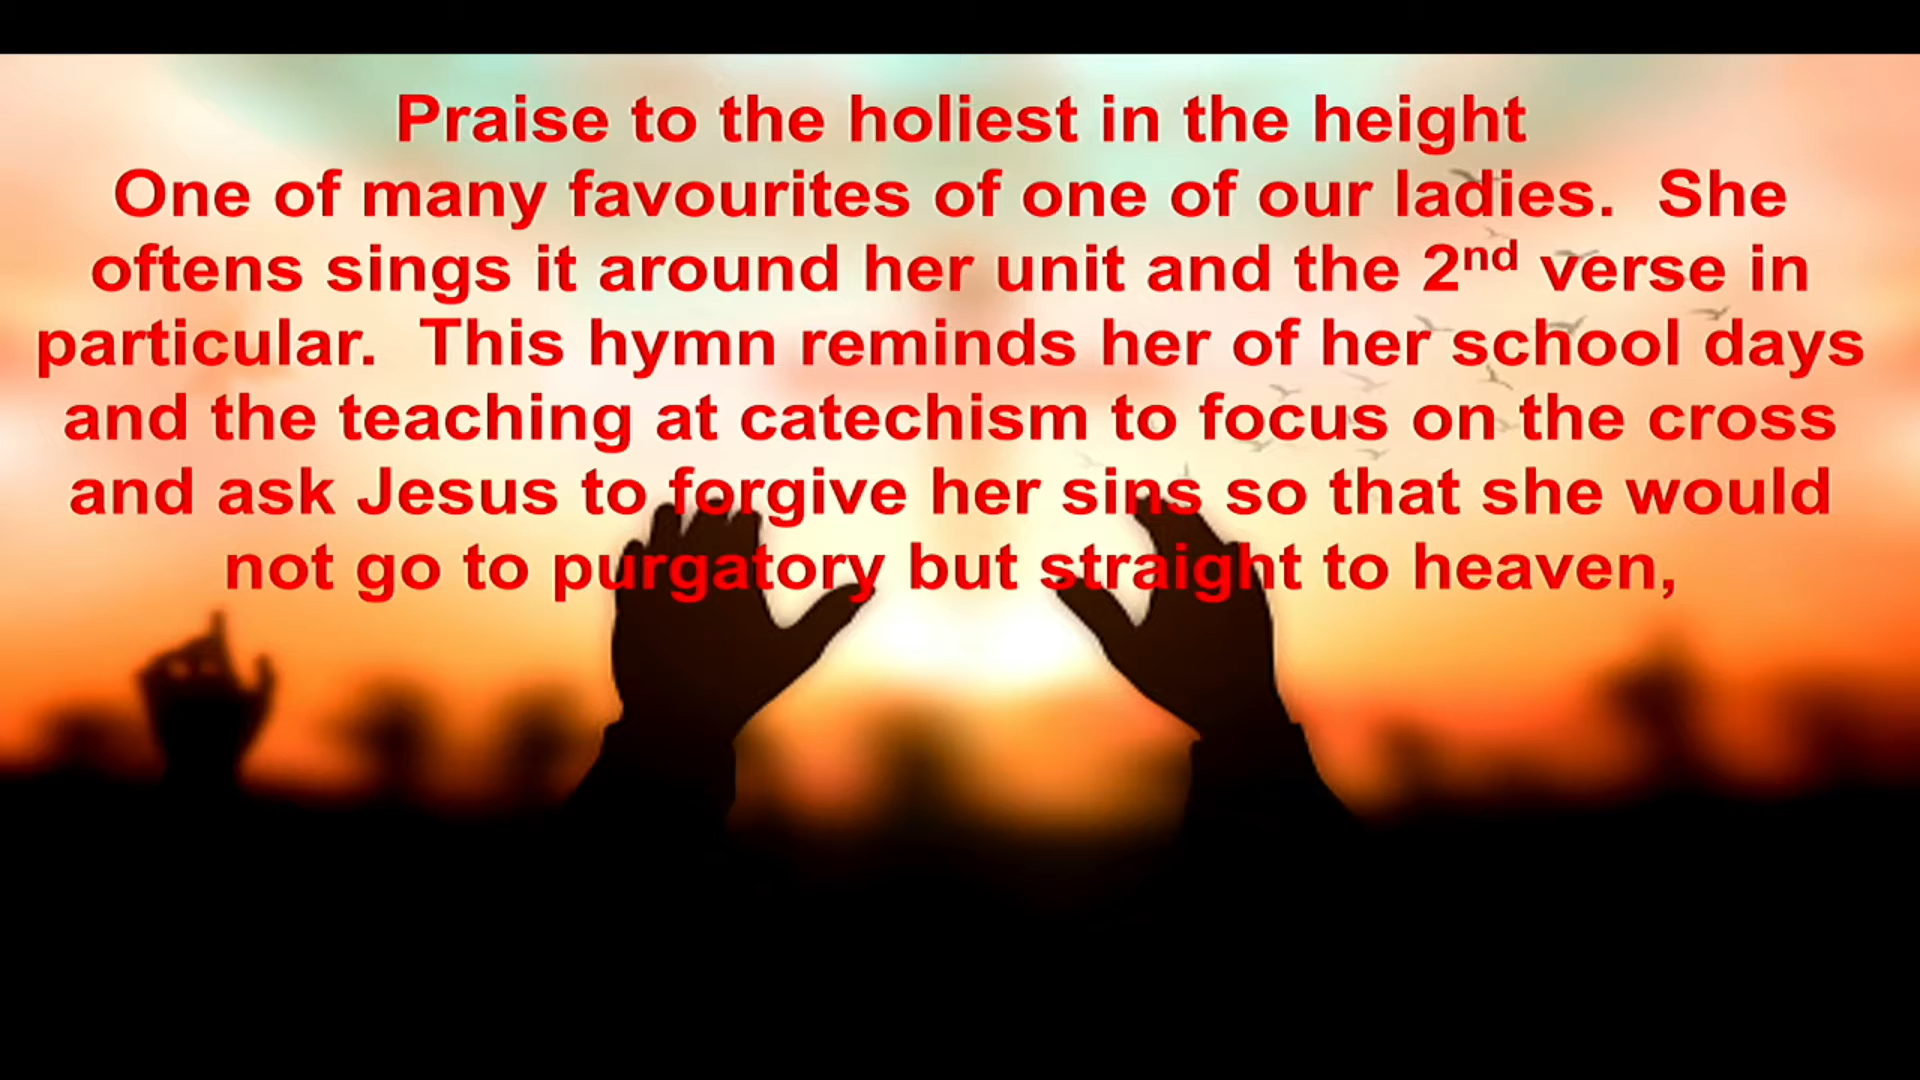 Praise to the holiest in the height
One of many favourites of one of our ladies. She
oftens sings it around her unit and the 2nd verse in
particular. This hymn reminds her of her school days
and the teaching at catechism to focus on the cross
and ask Jesus to forgive her sins so that she would
not go to purgatory but straight to heaven,